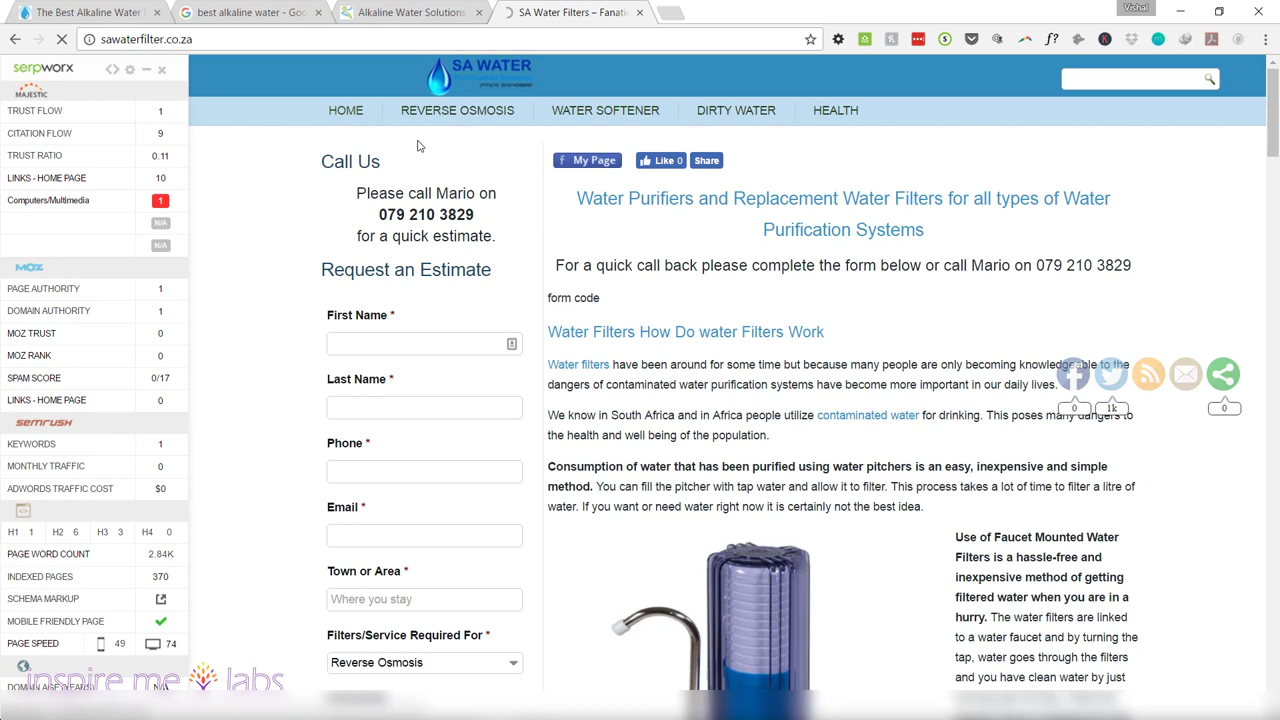 The Best Alkaline Water
best alkaline water - Goo
Alkaline Water Solutions
SA Water Filters – Fanati
Vishal
sawaterfilter.co.za
serpworx
MAJESTIC
TRUST FLOW 1
CITATION FLOW 9
TRUST RATIO 0.11
LINKS - HOME PAGE 10
Computers/Multimedia 1
N/A
N/A
MOZ
PAGE AUTHORITY 1
DOMAIN AUTHORITY 1
MOZ TRUST 0
MOZ RANK 0
SPAM SCORE 0/17
LINKS - HOME PAGE 0
SEMRUSH
KEYWORDS 1
MONTHLY TRAFFIC 0
ADWORDS TRAFFIC COST $0
H1 1 H2 6 H3 3 H4 0
PAGE WORD COUNT 2.84K
INDEXED PAGES 370
SCHEMA MARKUP
MOBILE FRIENDLY PAGE
PAGE SPEED 49 74
inspire me labs
SA WATER
Purification Systems
HOME REVERSE OSMOSIS WATER SOFTENER DIRTY WATER HEALTH
Call Us
Please call Mario on
079 210 3829
for a quick estimate.
Request an Estimate
First Name *
Last Name *
Phone *
Email *
Town or Area *
Where you stay
Filters/Service Required For *
Reverse Osmosis
f My Page Like 0 Share
Water Purifiers and Replacement Water Filters for all types of Water
Purification Systems
For a quick call back please complete the form below or call Mario on 079 210 3829
form code
Water Filters How Do water Filters Work
Water filters have been around for some time but because many people are only becoming knowledgeable to the
dangers of contaminated water purification systems have become more important in our daily lives.
We know in South Africa and in Africa people utilize contaminated water for drinking. This poses many dangers to
the health and well being of the population.
Consumption of water that has been purified using water pitchers is an easy, inexpensive and simple
method. You can fill the pitcher with tap water and allow it to filter. This process takes a lot of time to filter a litre of
water. If you want or need water right now it is certainly not the best idea.
Use of Faucet Mounted Water
Filters is a hassle-free and
inexpensive method of getting
filtered water when you are in a
hurry. The water filters are linked
to a water faucet and by turning the
tap, water goes through the filters
and you have clean water by just
0 1k 0